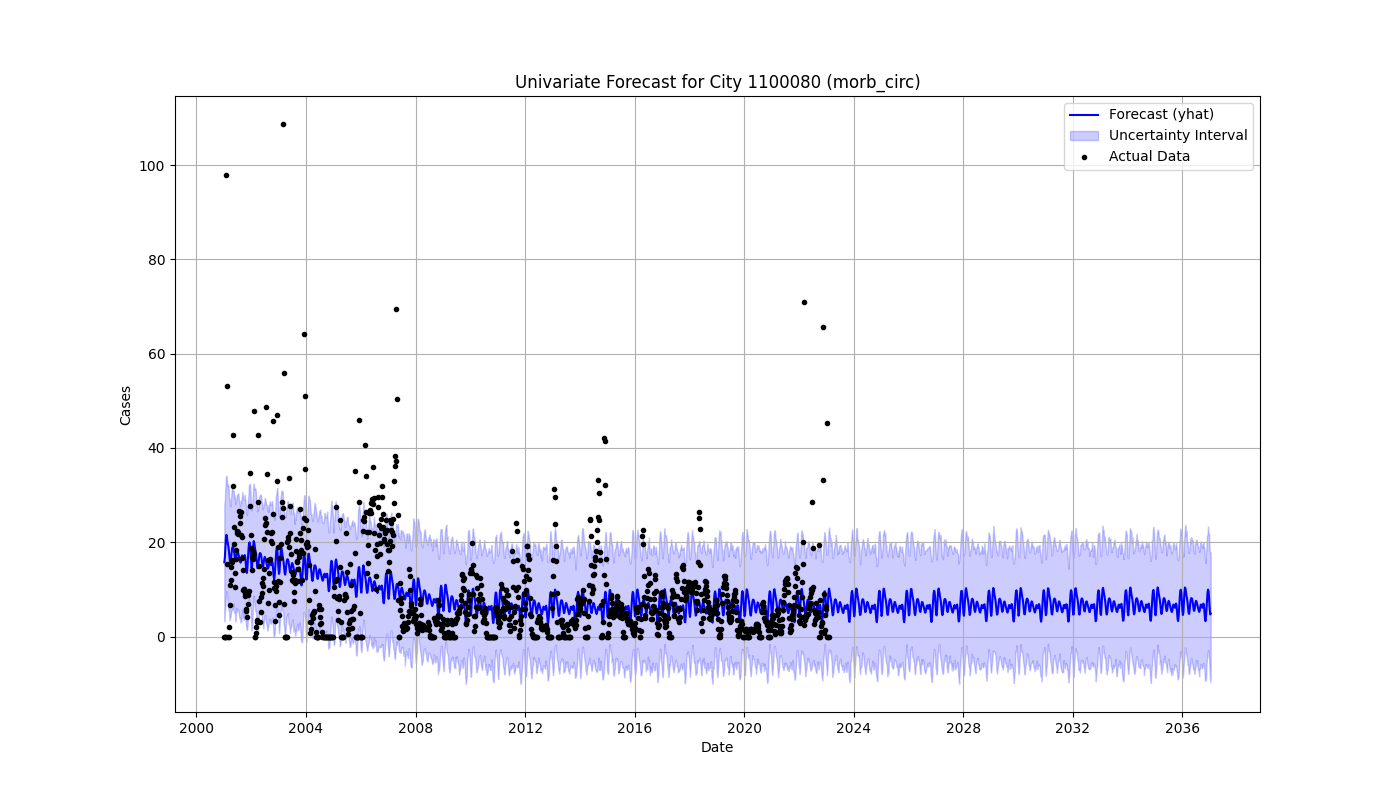 Univariate Forecast for City 1100080 (morb_circ)
Forecast (yhat)
Uncertainty Interval
Actual Data
Cases
100
80
60
40
20
0
2000 2004 2008 2012 2016 2020 2024 2028 2032 2036
Date